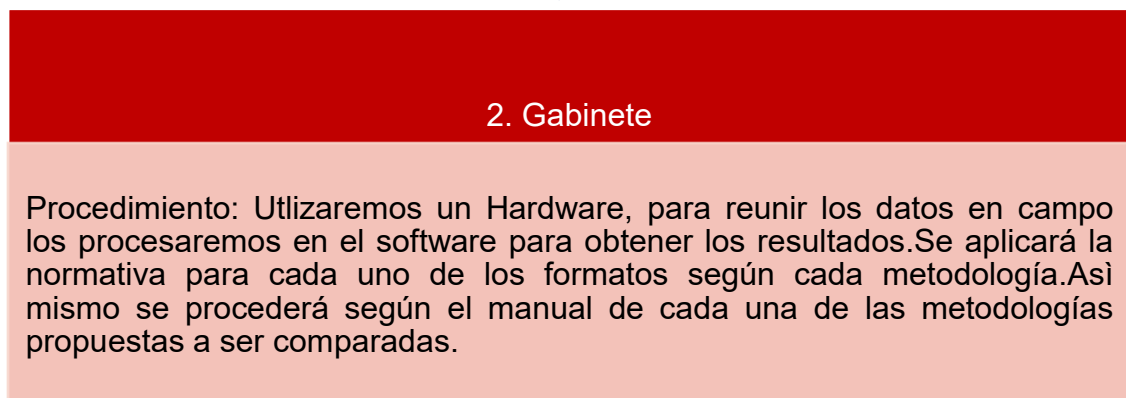 2. Gabinete
Procedimiento: Utlizaremos un Hardware, para reunir los datos en campo
los procesaremos en el software para obtener los resultados.Se aplicará la
normativa para cada uno de los formatos según cada metodología.Asì
mismo se procederá según el manual de cada una de las metodologías
propuestas a ser comparadas.